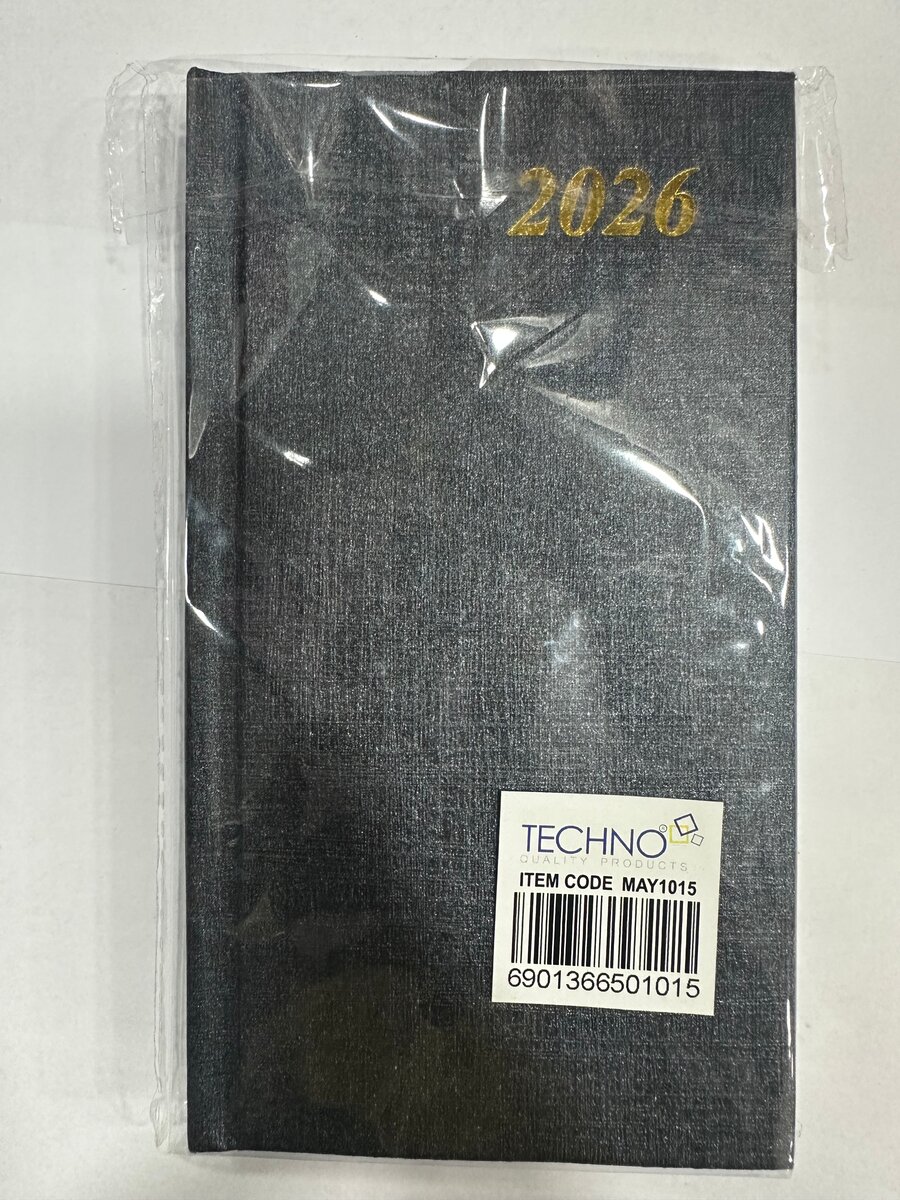 2026
TECHNO®
QUALITY PRODUCTS
ITEM CODE MAY1015
6901366501015